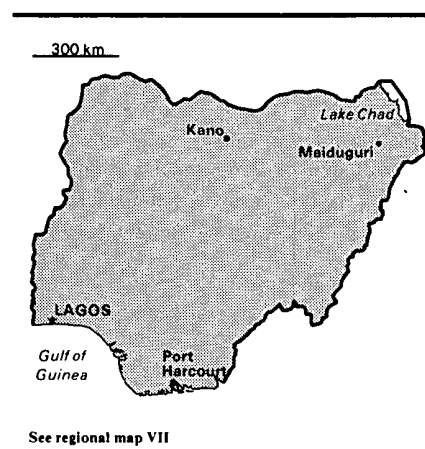 300 km
Lake Chad
Kano
Maiduguri
LAGOS
Gulf of
Guinea
Port
Harcourt
See regional map VII